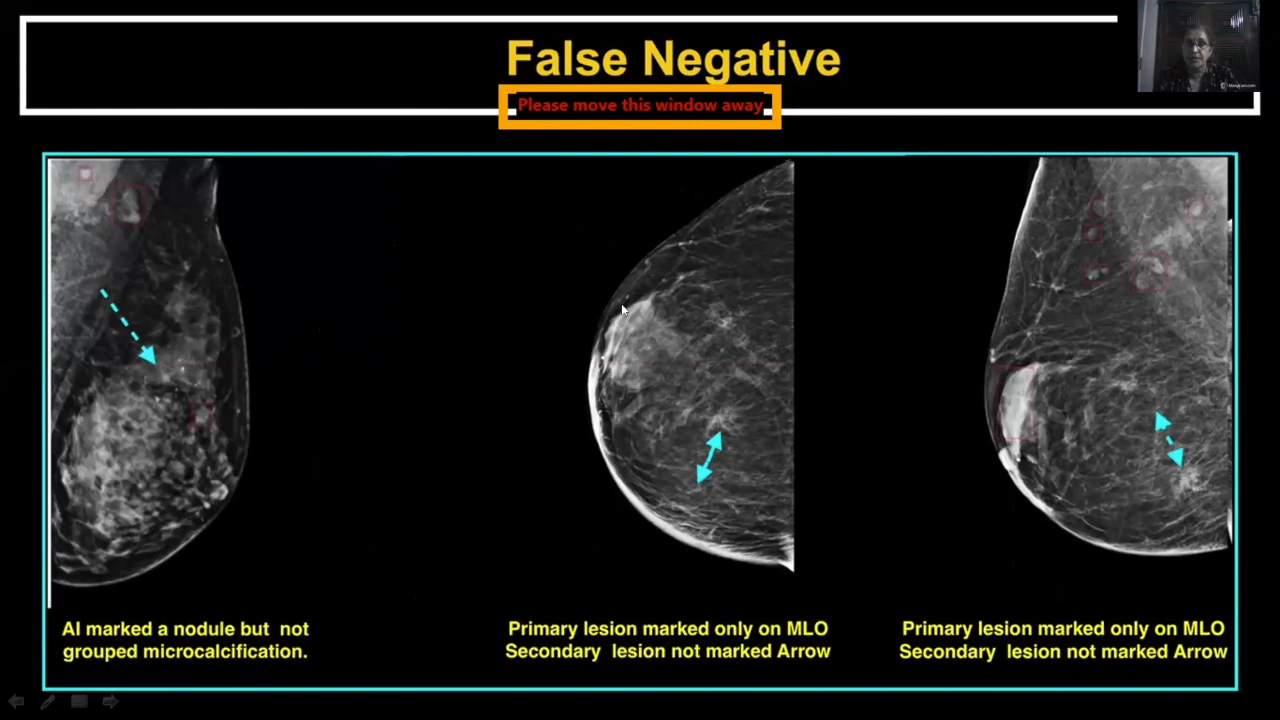 False Negative
Please move this window away
AI marked a nodule but not
grouped microcalcification.
Primary lesion marked only on MLO
Secondary lesion not marked Arrow
Primary lesion marked only on MLO
Secondary lesion not marked Arrow